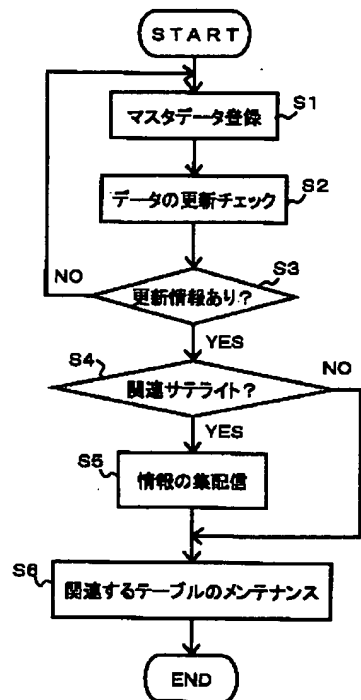 START
マスタデータ登録
S1
データの更新チェック
S2
更新情報あり?
S3
NO
YES
S4
関連サテライト?
NO
YES
S5
情報の集配信
S6
関連するテーブルのメンテナンス
END